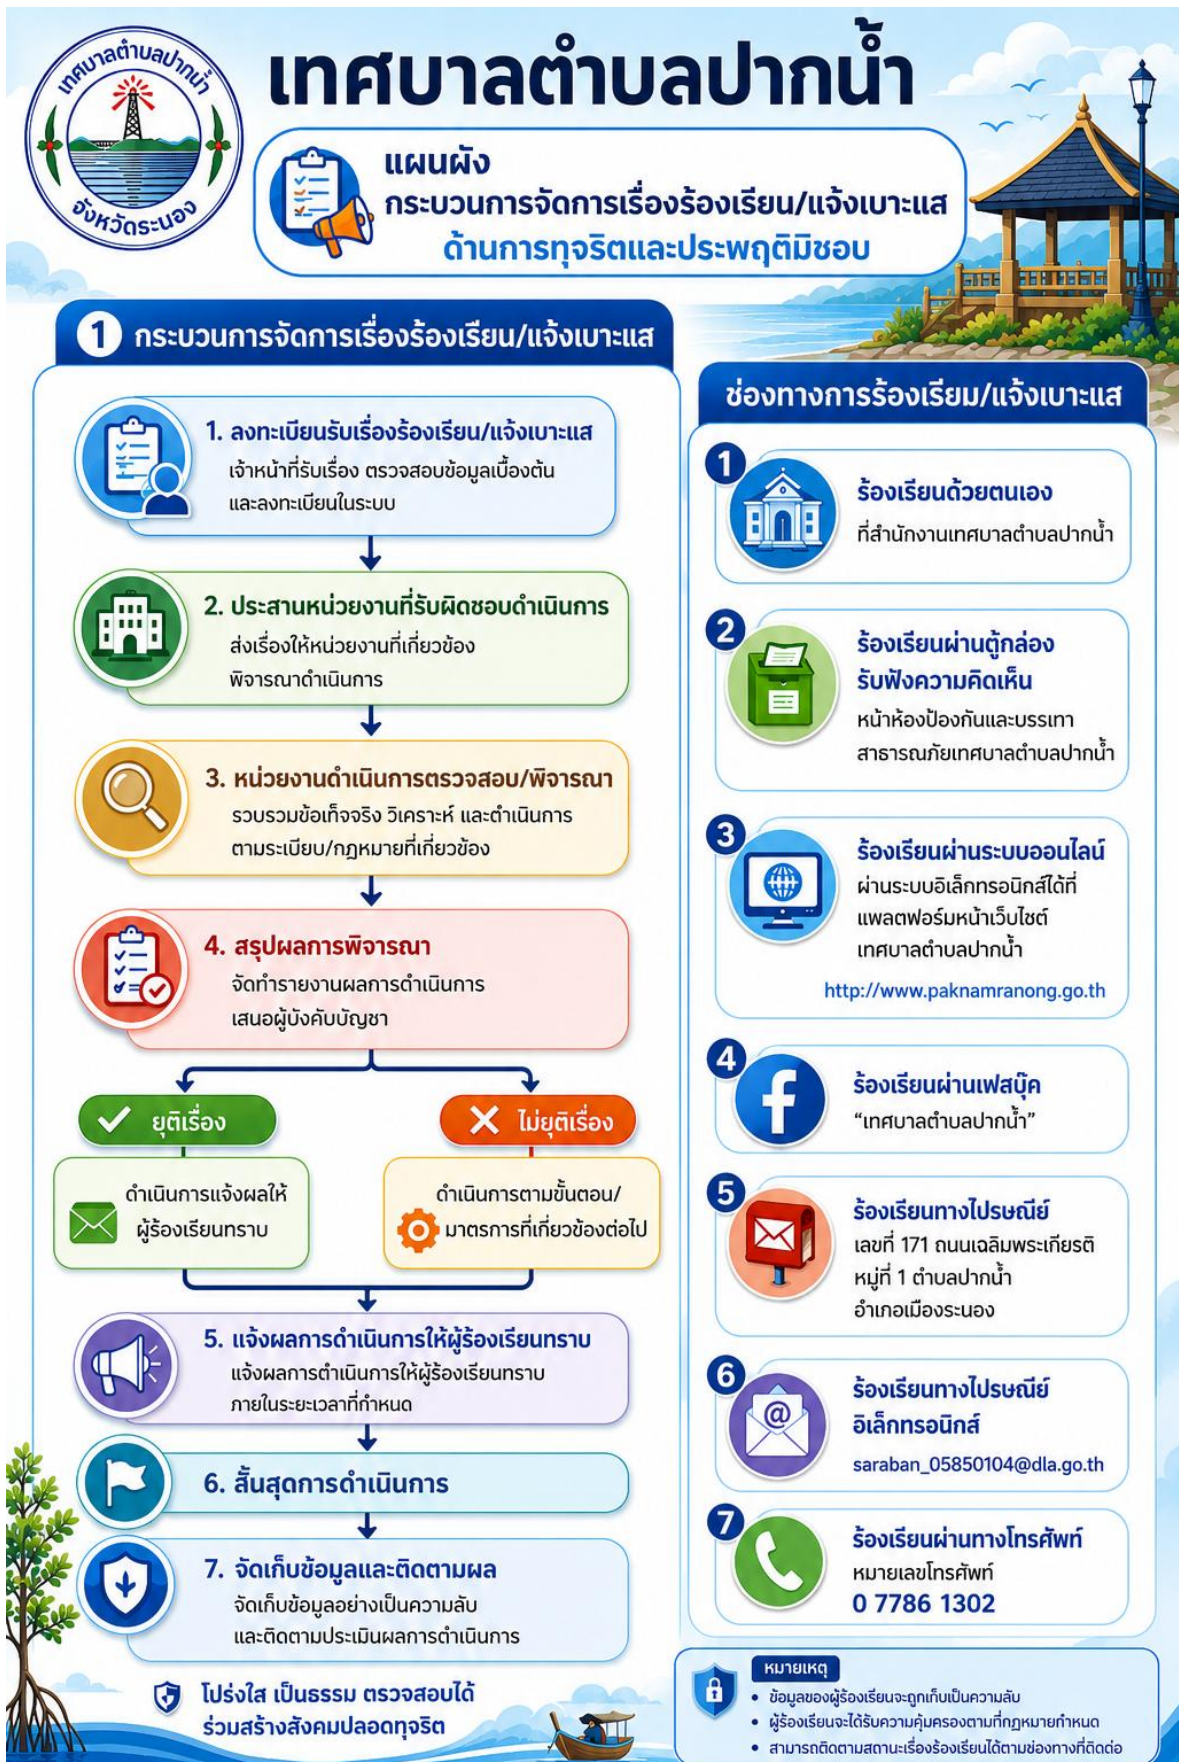 เทศบาลตำบลปากน้ำ
จังหวัดระนอง
เทศบาลตำบลปากน้ำ
แผนผัง
กระบวนการจัดการเรื่องร้องเรียน/แจ้งเบาะแส
ด้านการทุจริตและประพฤติมิชอบ
1 กระบวนการจัดการเรื่องร้องเรียน/แจ้งเบาะแส
1. ลงทะเบียนรับเรื่องร้องเรียน/แจ้งเบาะแส
เจ้าหน้าที่รับเรื่อง ตรวจสอบข้อมูลเบื้องต้น
และลงทะเบียนในระบบ
2. ประสานหน่วยงานที่รับผิดชอบดำเนินการ
ส่งเรื่องให้หน่วยงานที่เกี่ยวข้อง
พิจารณาดำเนินการ
3. หน่วยงานดำเนินการตรวจสอบ/พิจารณา
รวบรวมข้อเท็จจริง วิเคราะห์ และดำเนินการ
ตามระเบียบ/กฎหมายที่เกี่ยวข้อง
4. สรุปผลการพิจารณา
จัดทำรายงานผลการดำเนินการ
เสนอผู้บังคับบัญชา
ยุติเรื่อง
ไม่ยุติเรื่อง
ดำเนินการแจ้งผลให้
ผู้ร้องเรียนทราบ
ดำเนินการตามขั้นตอน/
มาตรการที่เกี่ยวข้องต่อไป
5. แจ้งผลการดำเนินการให้ผู้ร้องเรียนทราบ
แจ้งผลการดำเนินการให้ผู้ร้องเรียนทราบ
ภายในระยะเวลาที่กำหนด
6. สิ้นสุดการดำเนินการ
7. จัดเก็บข้อมูลและติดตามผล
จัดเก็บข้อมูลอย่างเป็นความลับ
และติดตามประเมินผลการดำเนินการ
โปร่งใส เป็นธรรม ตรวจสอบได้
ร่วมสร้างสังคมปลอดทุจริต
ช่องทางการร้องเรียม/แจ้งเบาะแส
1
ร้องเรียนด้วยตนเอง
ที่สำนักงานเทศบาลตำบลปากน้ำ
2
ร้องเรียนผ่านตู้กล่อง
รับฟังความคิดเห็น
หน้าห้องป้องกันและบรรเทา
สาธารณภัยเทศบาลตำบลปากน้ำ
3
ร้องเรียนผ่านระบบออนไลน์
ผ่านระบบอิเล็กทรอนิกส์ได้ที่
แพลตฟอร์มหน้าเว็บไซต์
เทศบาลตำบลปากน้ำ
http://www.paknamranong.go.th
4
ร้องเรียนผ่านเฟสบุ๊ค
“เทศบาลตำบลปากน้ำ”
5
ร้องเรียนทางไปรษณีย์
เลขที่ 171 ถนนเฉลิมพระเกียรติ
หมู่ที่ 1 ตำบลปากน้ำ
อำเภอเมืองระนอง
6
ร้องเรียนทางไปรษณีย์
อิเล็กทรอนิกส์
saraban_05850104@dla.go.th
7
ร้องเรียนผ่านทางโทรศัพท์
หมายเลขโทรศัพท์
0 7786 1302
หมายเหตุ
• ข้อมูลของผู้ร้องเรียนจะถูกเก็บเป็นความลับ
• ผู้ร้องเรียนจะได้รับความคุ้มครองตามที่กฎหมายกำหนด
• สามารถติดตามสถานะเรื่องร้องเรียนได้ตามช่องทางที่ติดต่อ